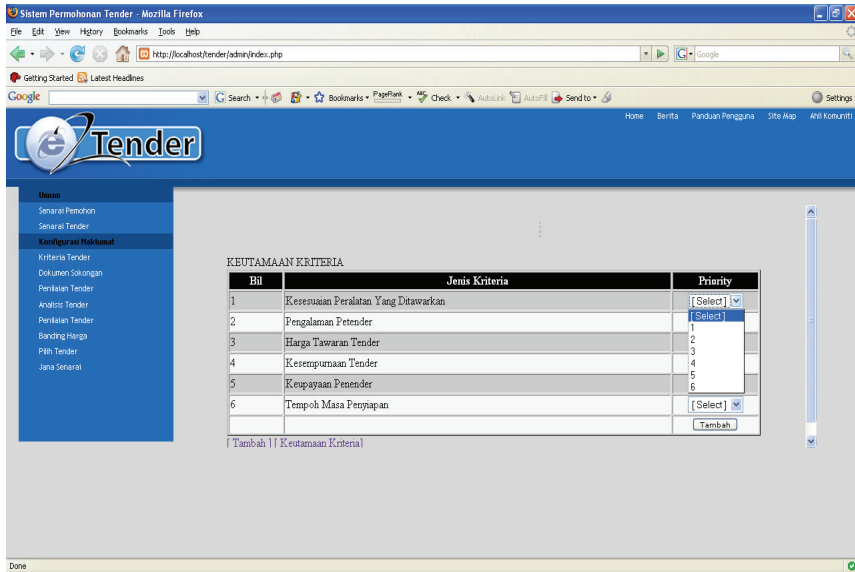 Sistem Permohonan Tender - Mozilla Firefox
File Edit View History Bookmarks Tools Help
http://localhost/tender/admin/index.php
G Google
Getting Started Latest Headlines
Google G Search Bookmarks PageRank ABC Check AutoLink AutoFill Send to Settings
Home Berita Panduan Pengguna Site Map Ahli Komuniti
e Tender
Umum
Senarai Pemohon
Senarai Tender
Konfigurasi Maklumat
Kriteria Tender
Dokumen Sokongan
Penilaian Tender
Analisis Tender
Penilaian Tender
Banding Harga
Pilih Tender
Jana Senarai
KEUTAMAAN KRITERIA
Bil Jenis Kriteria Priority
1 Kesesuaian Peralatan Yang Ditawarkan [Select]
2 Pengalaman Petender
3 Harga Tawaran Tender
4 Kesempurnaan Tender
5 Keupayaan Penender
6 Tempoh Masa Penyiapan [Select]
[Select]
1
2
3
4
5
6
Tambah
[ Tambah ] [ Keutamaan Kriteria]
Done